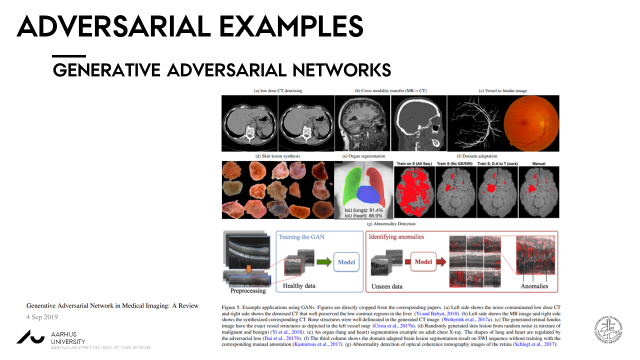 ADVERSARIAL EXAMPLES
GENERATIVE ADVERSARIAL NETWORKS
(a) low dose CT denoising
(b) Cross modality transfer (MR→ CT)
(c) Vessel to fundus image
(d) Skin lesion synthesis
(e) Organ segmentation
(f) Domain adaptation
Train on S (All Seq.)
Train S (No GE/SWI)
Train S, D.A to T (ours)
Manual
IoU (lungs): 91.4%
IoU (heart): 88.9%
(g) Abnormality Detection
Training the GAN
Identifying anomalies
Model
Model
Preprocessing
Healthy data
Unseen data
Anomalies
Figure 5: Example applications using GANs. Figures are directly cropped from the corresponding papers. (a) Left side shows the noise contaminated low dose CT
and right side shows the denoised CT that well preserved the low contrast regions in the liver (Yi and Babyn, 2018). (b) Left side shows the MR image and right side
shows the synthesized corresponding CT. Bone structures were well delineated in the generated CT image (Wolterink et al., 2017a). (c) The generated retinal fundus
image have the exact vessel structures as depicted in the left vessel map (Costa et al., 2017b). (d) Randomly generated skin lesion from random noise (a mixture of
malignant and benign) (Yi et al., 2018). (e) An organ (lung and heart) segmentation example on adult chest X-ray. The shapes of lung and heart are regulated by
the adversarial loss (Dai et al., 2017b). (f) The third column shows the domain adapted brain lesion segmentation result on SWI sequence without training with the
corresponding manual annotation (Kamnitsas et al., 2017). (g) Abnormality detection of optical coherence tomography images of the retina (Schlegl et al., 2017).
Generative Adversarial Network in Medical Imaging: A Review
4 Sep 2019
AARHUS
UNIVERSITY